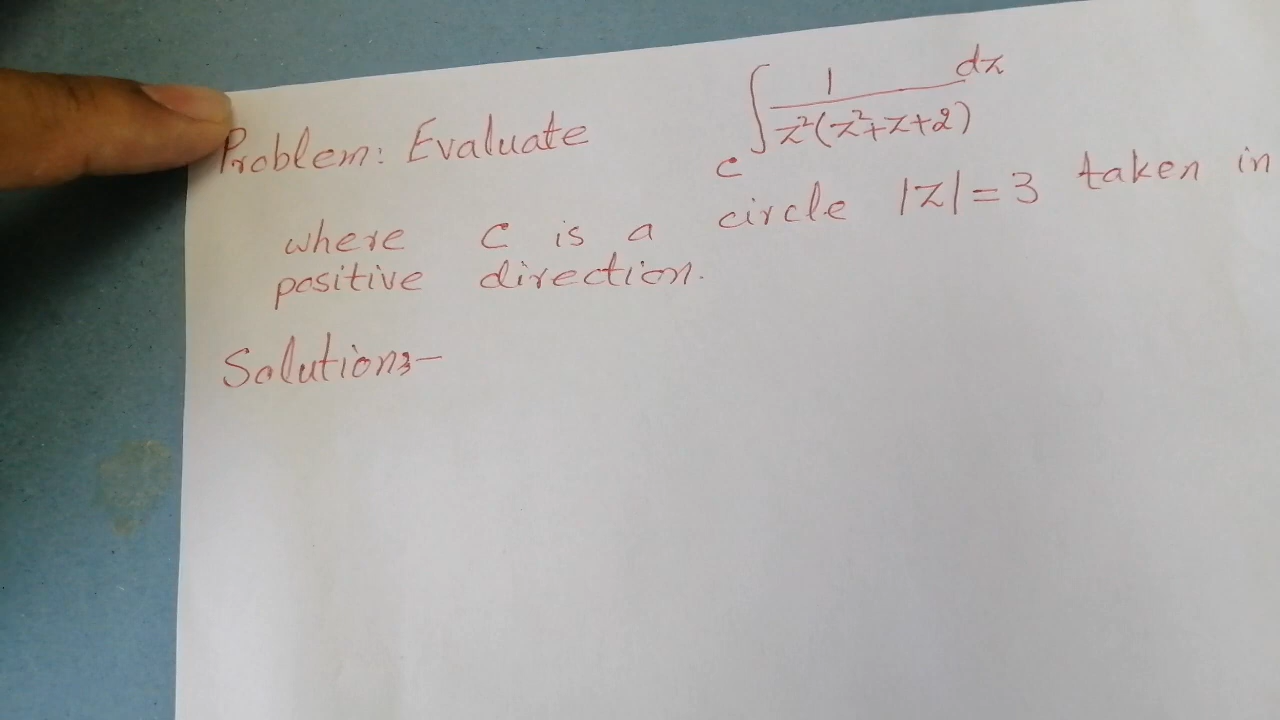 Problem: Evaluate ∫_C 1/(z²(z²+z+2)) dz
where C is a circle |z|=3 taken in
positive direction.
Solution:-